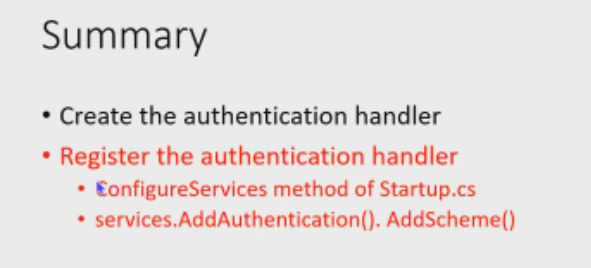 Summary
• Create the authentication handler
• Register the authentication handler
• ConfigureServices method of Startup.cs
• services.AddAuthentication(). AddScheme()